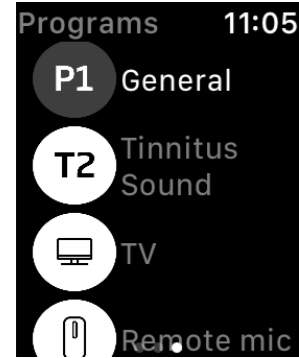 Programs 11:05
P1 General
T2 Tinnitus
Sound
TV
Remote mic